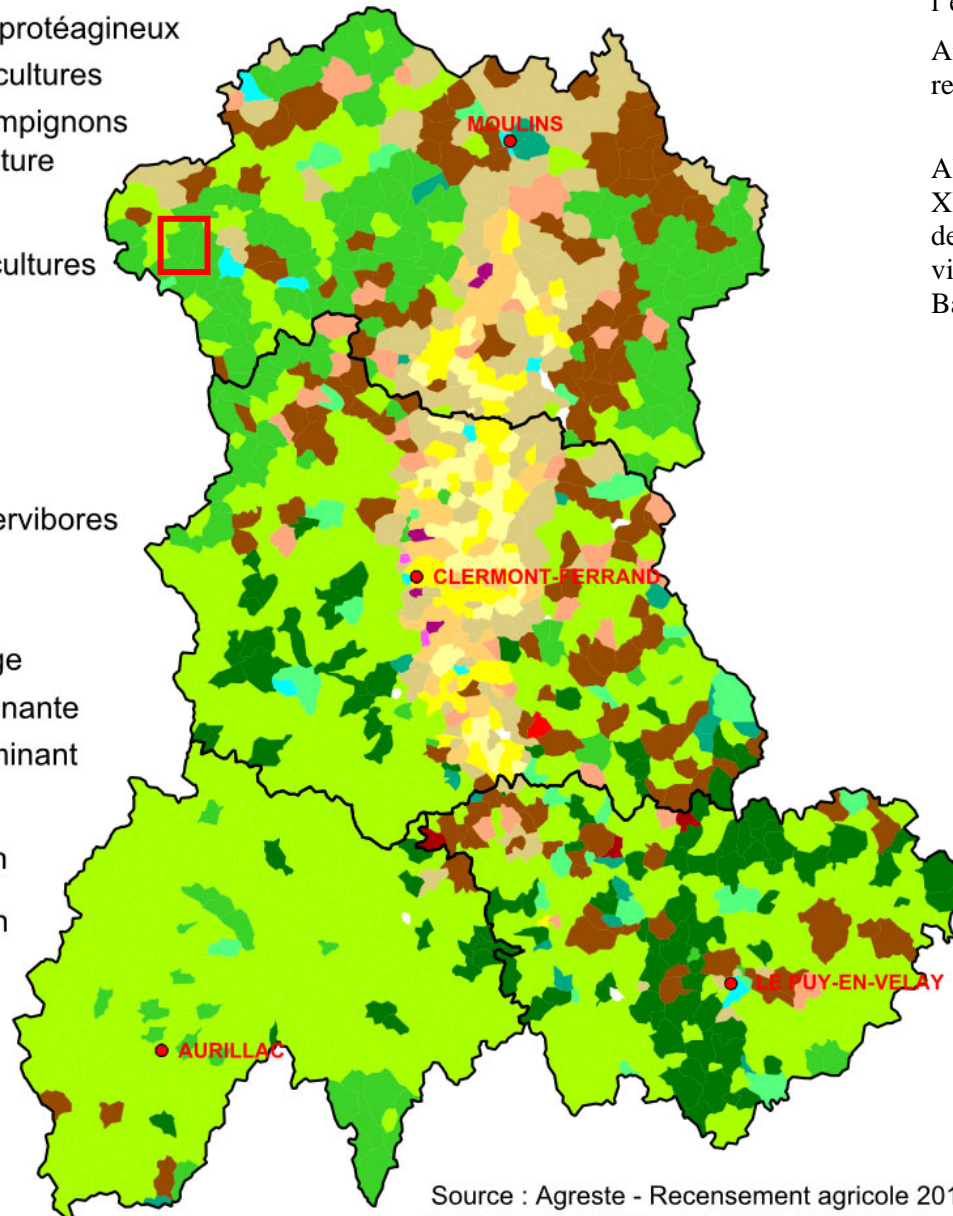 protéagineux
cultures
mpignons
ture
cultures
ervibores
ge
nante
minant
n
n
MOULINS
CLERMONT-FERRAND
AURILLAC
LE PUY-EN-VELAY
Source : Agreste - Recensement agricole 201
l'é
A
re
A
X
de
vi
Ba